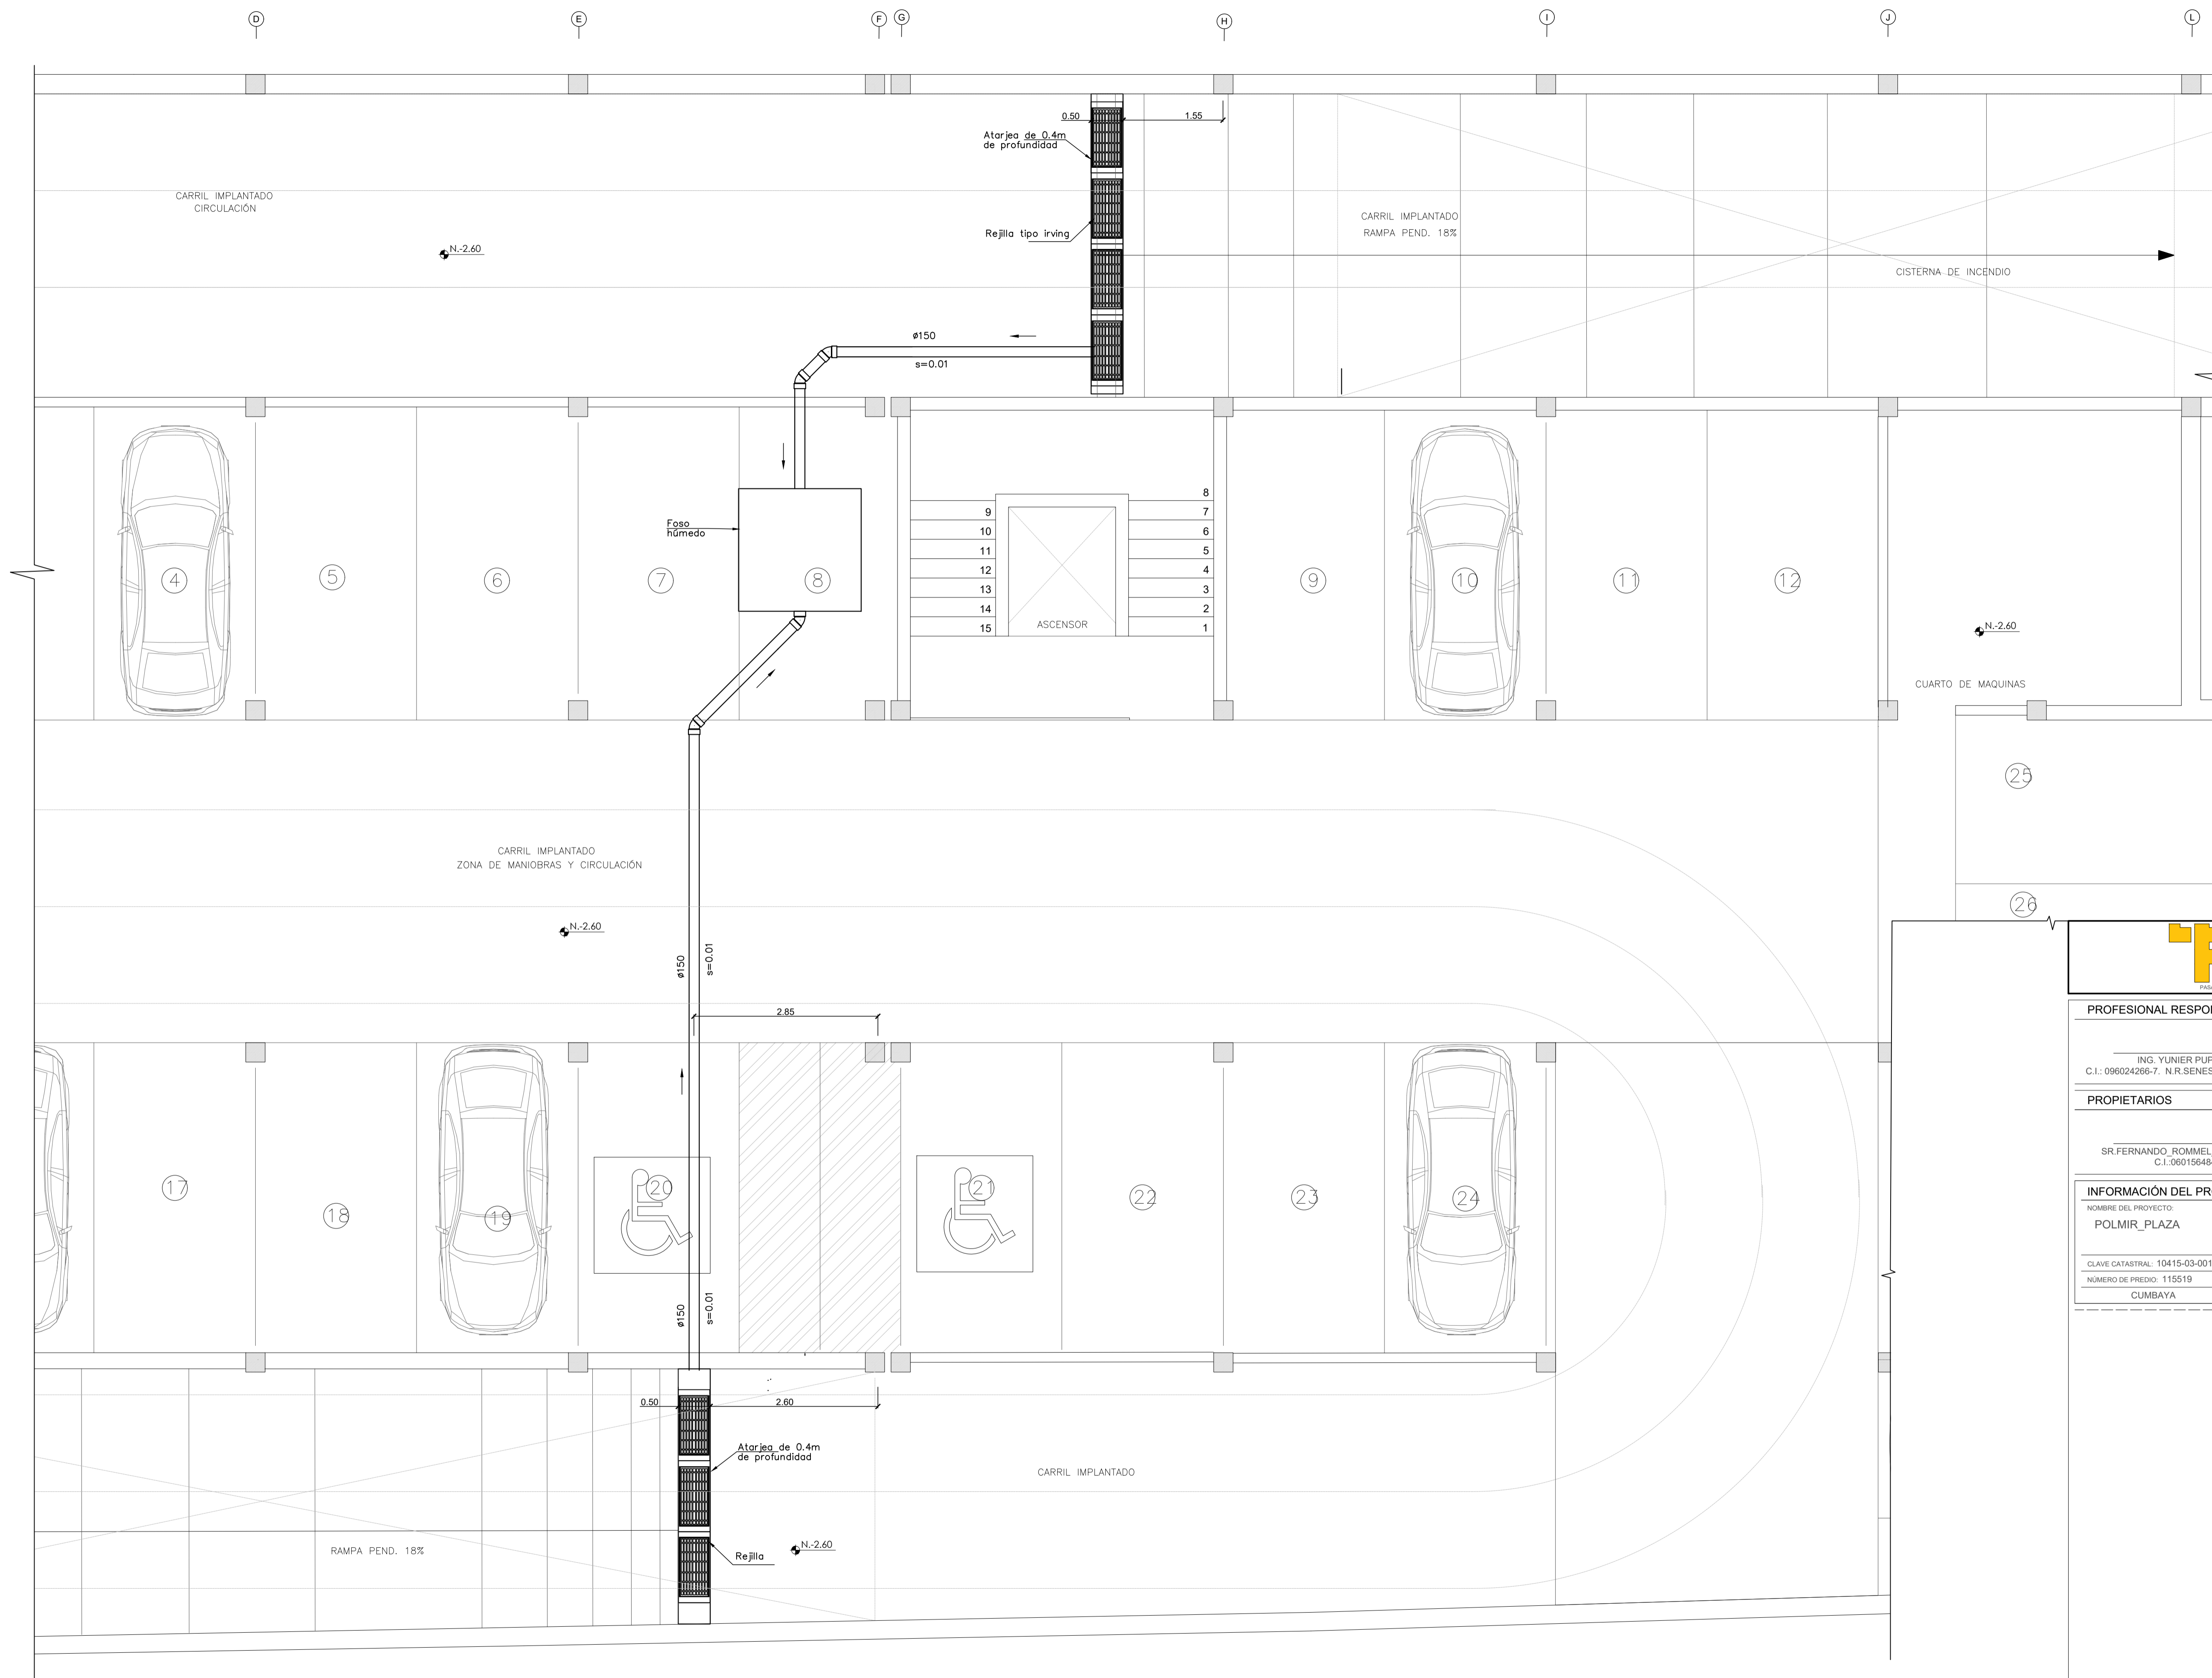 D
E
F
G
H
I
J
L
0.50
1.55
Atarjea de 0.4m
de profundidad
CARRIL IMPLANTADO
CIRCULACIÓN
Rejilla tipo irving
CARRIL IMPLANTADO
RAMPA PEND. 18%
N.-2.60
CISTERNA DE INCENDIO
ø150
s=0.01
Foso
húmedo
8
9
7
10
6
11
5
12
4
13
3
14
2
15
1
ASCENSOR
4
5
6
7
8
9
10
11
12
N.-2.60
CUARTO DE MAQUINAS
25
CARRIL IMPLANTADO
ZONA DE MANIOBRAS Y CIRCULACIÓN
26
N.-2.60
ø150
s=0.01
2.85
17
18
19
20
21
22
23
24
ø150
s=0.01
0.50
2.60
Atarjea de 0.4m
de profundidad
CARRIL IMPLANTADO
RAMPA PEND. 18%
Rejilla
N.-2.60
PROFESIONAL
ING. YUNIER
C.I.: 096024266-7. N.R.SENES
PROPIETARIOS
SR.FERNANDO_ROMMEL
C.I.:060156484
INFORMACIÓN DEL
NOMBRE DEL PROYECTO:
POLMIR_PLAZA
CLAVE CATASTRAL: 10415-03-001
NÚMERO DE PREDIO: 115519
CUMBAYA